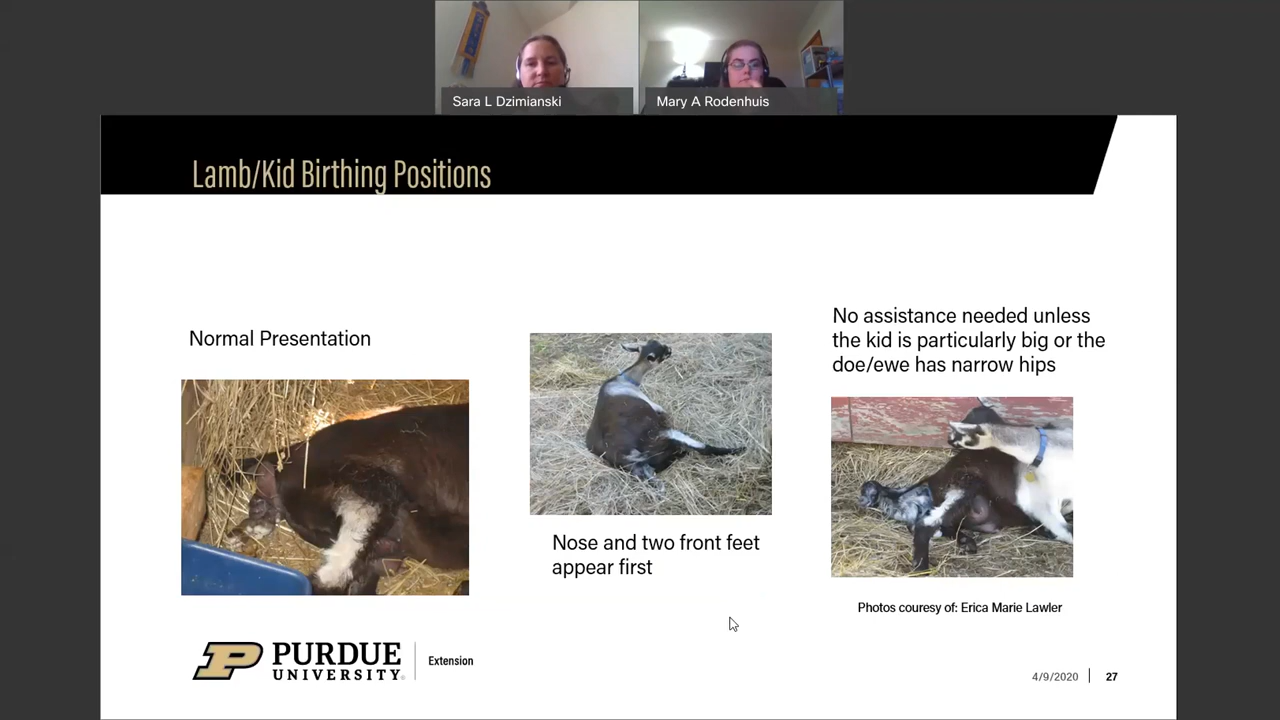 Sara L Dzimianski
Mary A Rodenhuis
Lamb/Kid Birthing Positions
Normal Presentation
Nose and two front feet
appear first
No assistance needed unless
the kid is particularly big or the
doe/ewe has narrow hips
Photos couresy of: Erica Marie Lawler
P PURDUE
UNIVERSITY®
Extension
4/9/2020 | 27